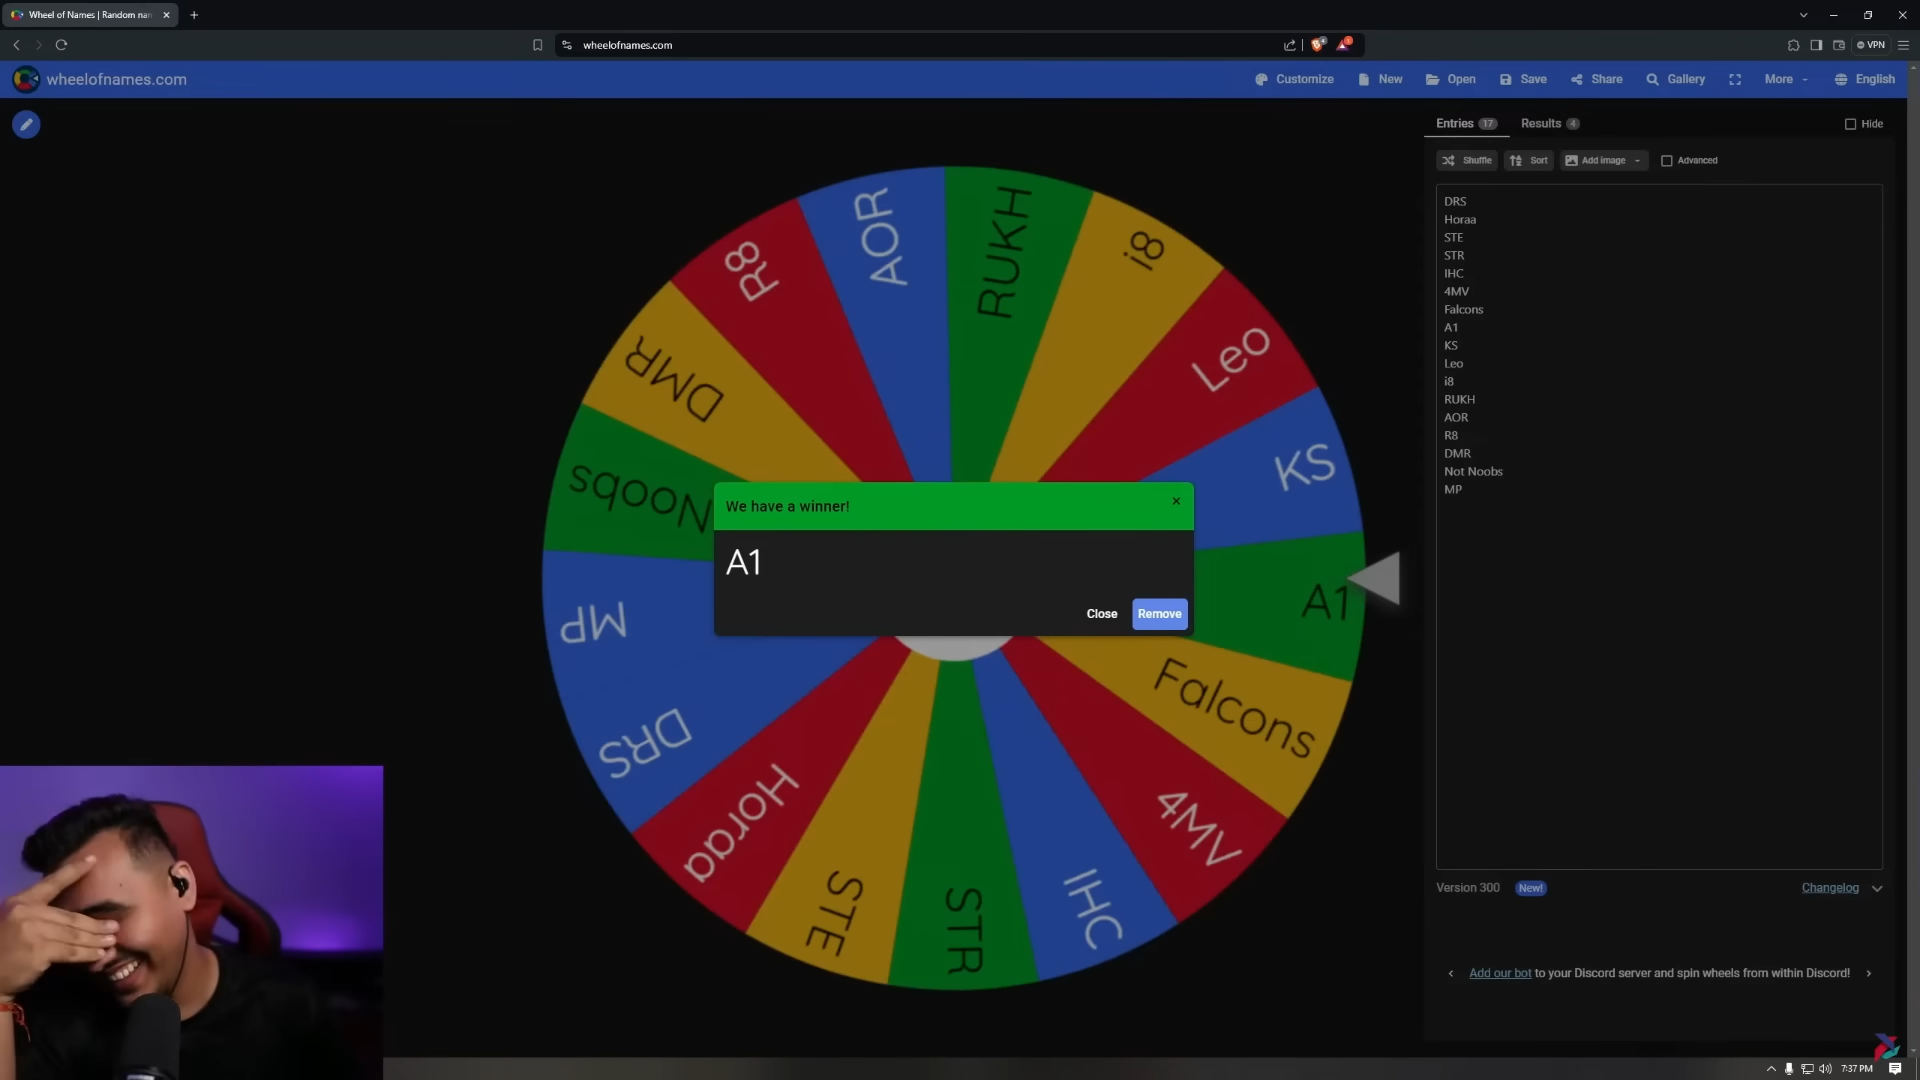 Wheel of Names | Random nam
wheelofnames.com
VPN
wheelofnames.com
Customize
New
Open
Save
Share
Gallery
More
English
Entries 17
Results 4
Hide
Shuffle
Sort
Add image
Advanced
DRS
Horaa
STE
STR
IHC
4MV
Falcons
A1
KS
Leo
i8
RUKH
AOR
R8
DMR
Not Noobs
MP
AOR
RUKH
i8
R8
Leo
DMR
KS
Noobs
We have a winner!
A1
Close
Remove
A1
MP
Falcons
DRS
Horaa
4MV
STE
STR
IHC
Version 300 New!
Changelog
Add our bot to your Discord server and spin wheels from within Discord!
7:37 PM